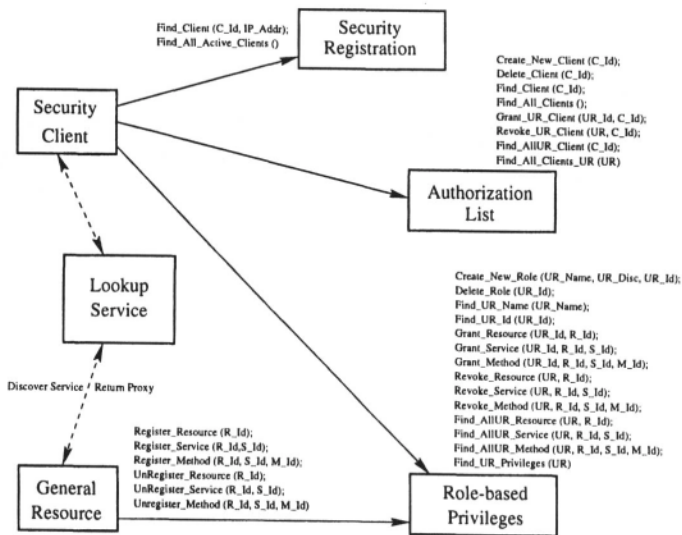 Find_Client (C_Id, IP_Addr);
Find_All_Active_Clients ()
Security
Registration
Create_New_Client (C_Id);
Delete_Client (C_Id);
Find_Client (C_Id);
Find_All_Clients ();
Grant_UR_Client (UR_Id, C_Id);
Revoke_UR_Client (UR, C_Id);
Find_AllUR_Client (C_Id);
Find_All_Clients_UR (UR)
Security
Client
Authorization
List
Lookup
Service
Create_New_Role (UR_Name, UR_Disc, UR_Id);
Delete_Role (UR_Id);
Find_UR_Name (UR_Name);
Find_UR_Id (UR_Id);
Grant_Resource (UR_Id, R_Id);
Grant_Service (UR_Id, R_Id, S_Id);
Grant_Method (UR_Id, R_Id, S_Id, M_Id);
Revoke_Resource (UR, R_Id);
Revoke_Service (UR, R_Id, S_Id);
Revoke_Method (UR, R_Id, S_Id, M_Id);
Find_AllUR_Resource (UR, R_Id);
Find_AllUR_Service (UR, R_Id, S_Id);
Find_AllUR_Method (UR, R_Id, S_Id, M_Id);
Find_UR_Privileges (UR)
Discover Service
Return Proxy
Register_Resource (R_Id);
Register_Service (R_Id,S_Id);
Register_Method (R_Id, S_Id, M_Id);
UnRegister_Resource (R_Id);
UnRegister_Service (R_Id, S_Id);
Unregister_Method (R_Id, S_Id, M_Id)
General
Resource
Role-based
Privileges